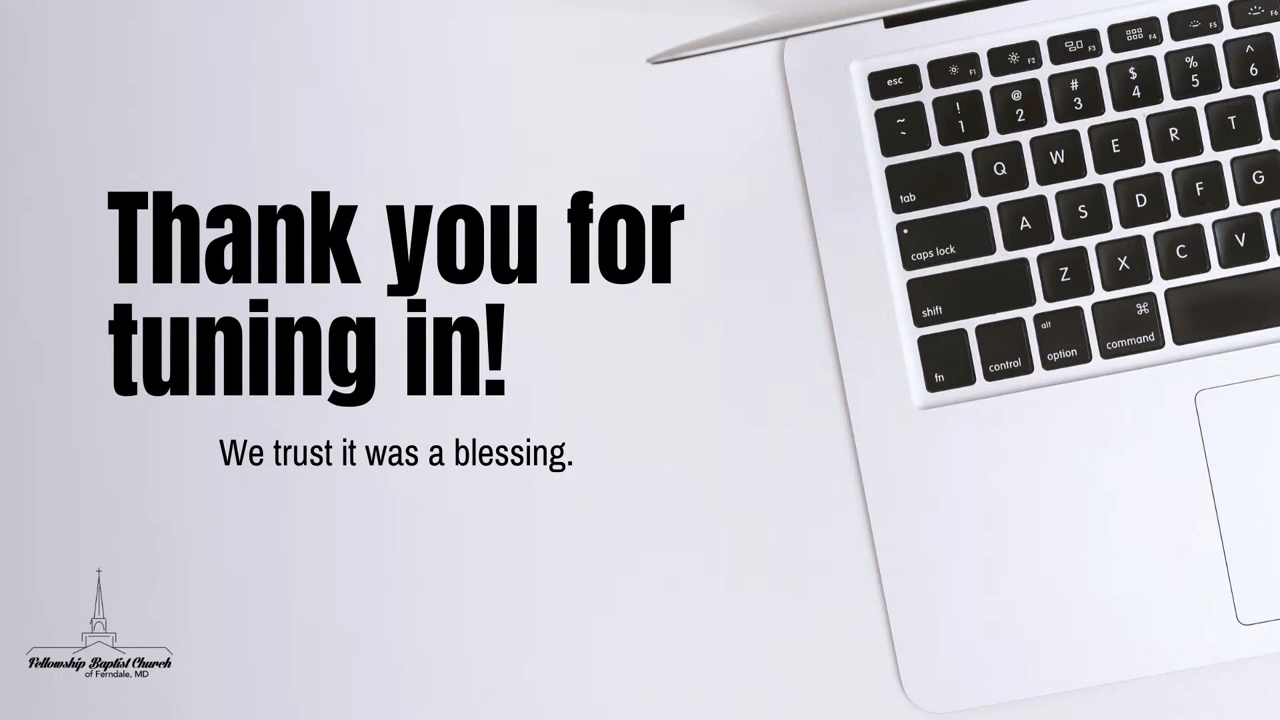 Thank you for
tuning in!
We trust it was a blessing.
Fellowship Baptist Church
of Ferndale, MD
esc
F1
F2
F3
F4
F5
F6
~ `
! 1
@ 2
# 3
$ 4
% 5
^ 6
tab
Q
W
E
R
T
caps lock
A
S
D
F
G
shift
Z
X
C
V
fn
control
alt
option
⌘
command